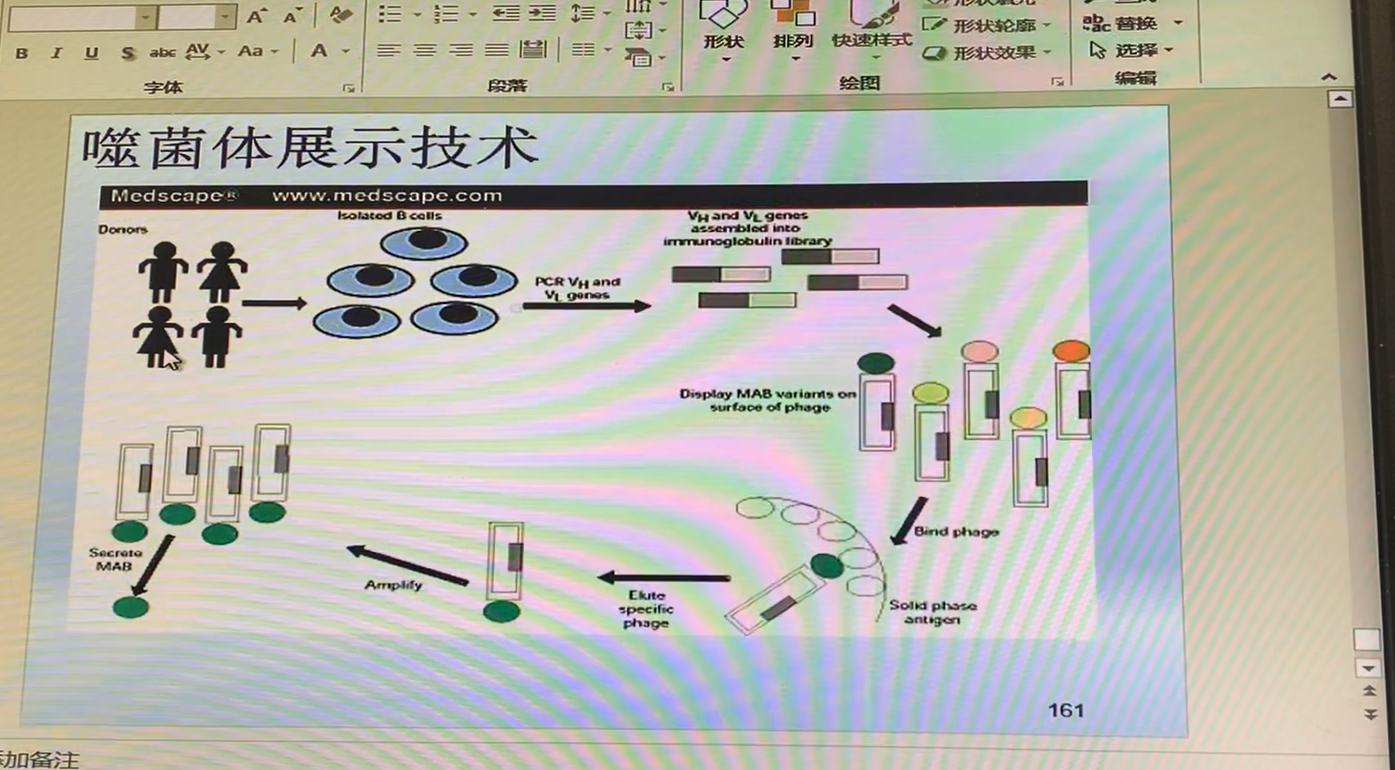 B I U S abc AV Aa A
字体
段落
形状
排列
快速样式
形状轮廓
形状效果
绘图
替换
选择
编辑
噬菌体展示技术
Medscape® www.medscape.com
Donors
Isolated B cells
PCR VH and
VL genes
VH and VL genes
assembled into
immunoglobulin library
Display MAB variants on
surface of phage
Bind phage
Solid phase
antigen
Elute
specific
phage
Amplify
Secrete
MAB
161
加备注